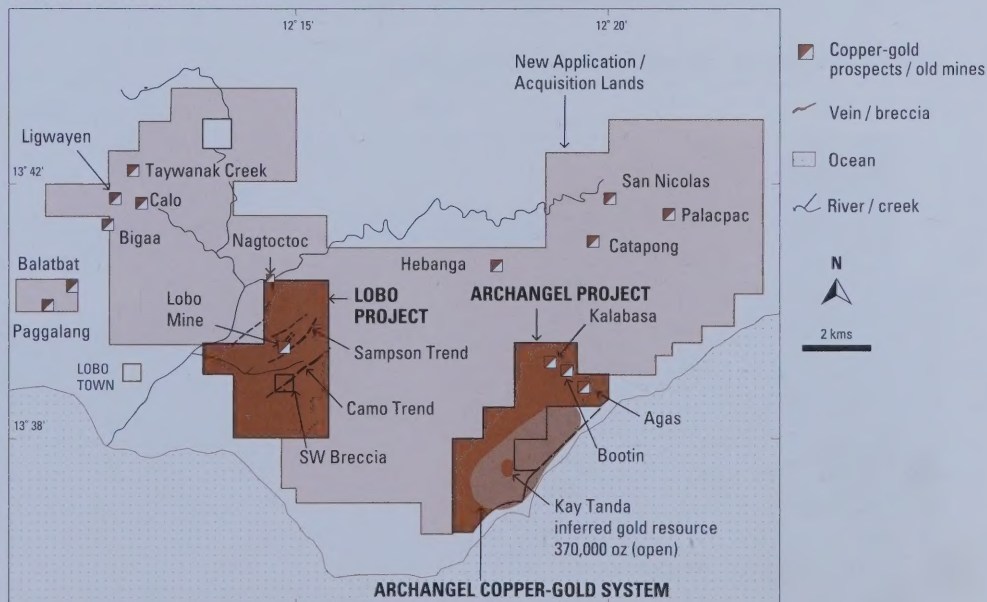 12° 15'
12° 20'
New Application /
Acquisition Lands
Copper-gold
prospects / old mines
Vein / breccia
Ocean
River / creek
N
2 kms
Ligwayen
Taywanak Creek
13° 42'
Calo
Bigaa
San Nicolas
Palacpac
Catapong
Nagtoctoc
Hebanga
Balatbat
Paggalang
LOBO
PROJECT
ARCHANGEL PROJECT
Kalabasa
Lobo
Mine
Sampson Trend
LOBO
TOWN
Camo Trend
Agas
13° 38'
SW Breccia
Bootin
Kay Tanda
inferred gold resource
370,000 oz (open)
ARCHANGEL COPPER-GOLD SYSTEM